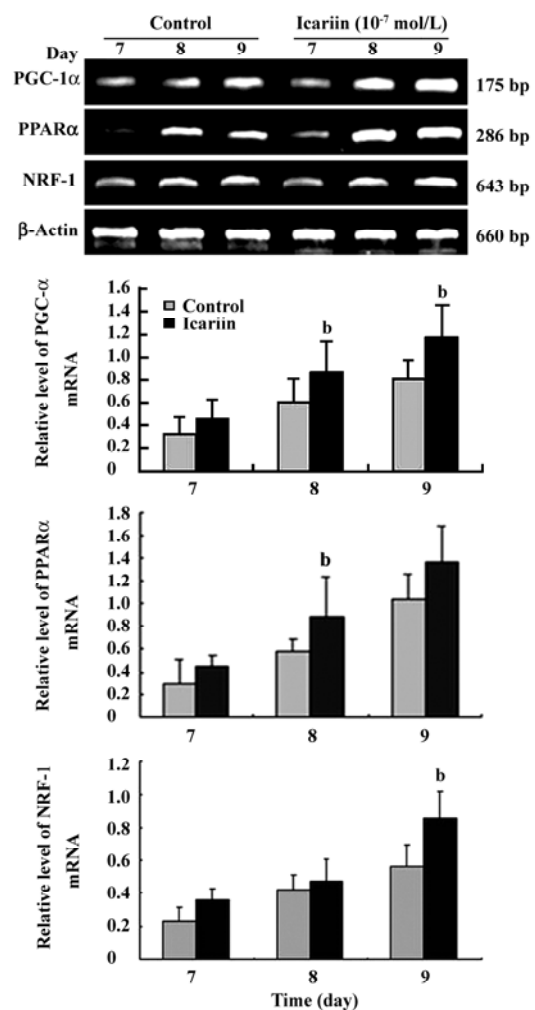 Control Icariin (10⁻⁷ mol/L)
Day 7 8 9 7 8 9
PGC-1α 175 bp
PPARα 286 bp
NRF-1 643 bp
β-Actin 660 bp
Relative level of PGC-α
mRNA
1.6
1.4
1.2
1.0
0.8
0.6
0.4
0.2
0
Control
Icariin
b
b
7 8 9
Relative level of PPARα
mRNA
1.8
1.6
1.4
1.2
1.0
0.8
0.6
0.4
0.2
0
b
7 8 9
Relative level of NRF-1
mRNA
1.2
1.0
0.8
0.6
0.4
0.2
0
b
7 8 9
Time (day)